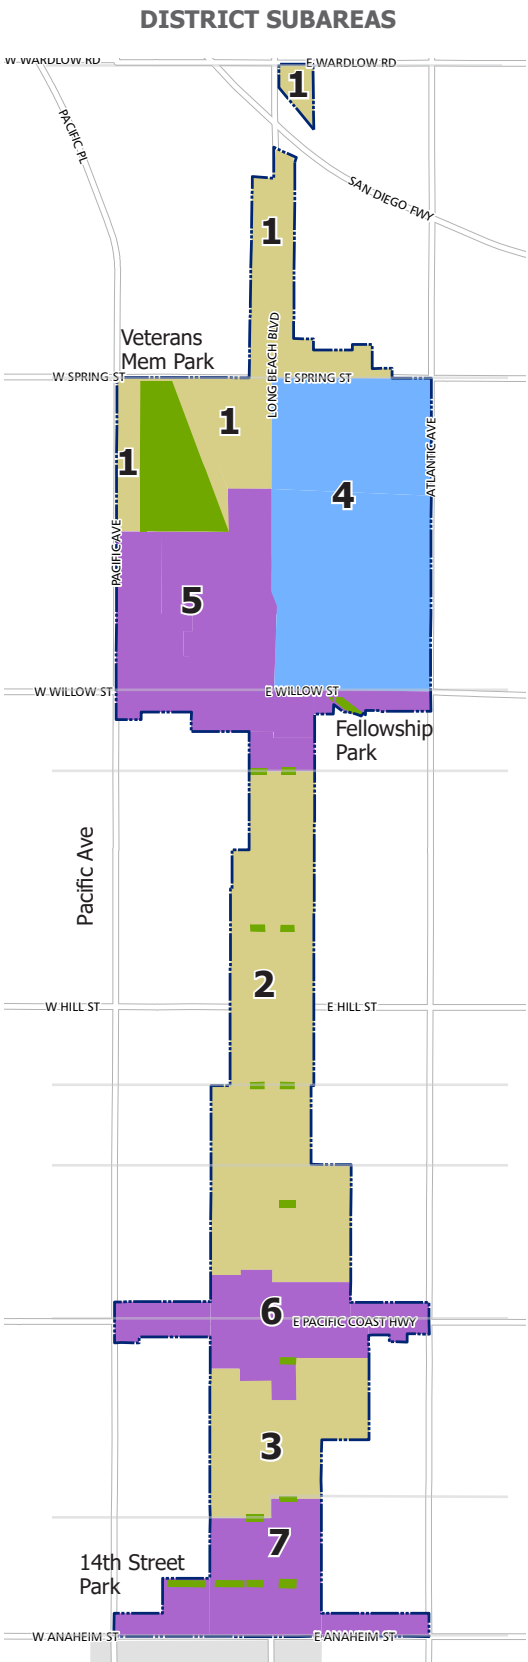 DISTRICT SUBAREAS
W WARDLOW RD
E WARDLOW RD
1
PACIFIC PL
SAN DIEGO FWY
1
LONG BEACH BLVD
Veterans
Mem Park
W SPRING ST
E SPRING ST
1
1
ATLANTIC AVE
4
PACIFIC AVE
5
W WILLOW ST
E WILLOW ST
Fellowship
Park
Pacific Ave
2
W HILL ST
E HILL ST
6
E PACIFIC COAST HWY
3
7
14th Street
Park
W ANAHEIM ST
E ANAHEIM ST